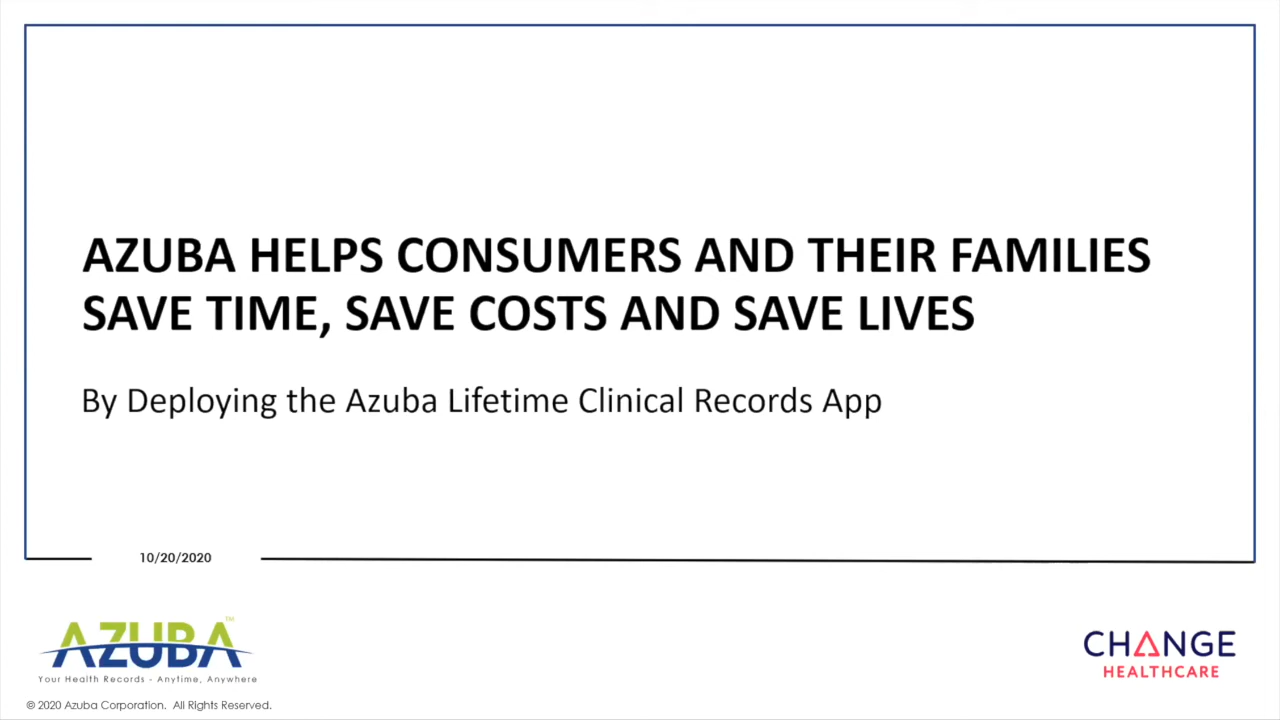 AZUBA HELPS CONSUMERS AND THEIR FAMILIES
SAVE TIME, SAVE COSTS AND SAVE LIVES
By Deploying the Azuba Lifetime Clinical Records App
10/20/2020
AZUBA™
Your Health Records - Anytime, Anywhere
© 2020 Azuba Corporation. All Rights Reserved.
CHANGE
HEALTHCARE